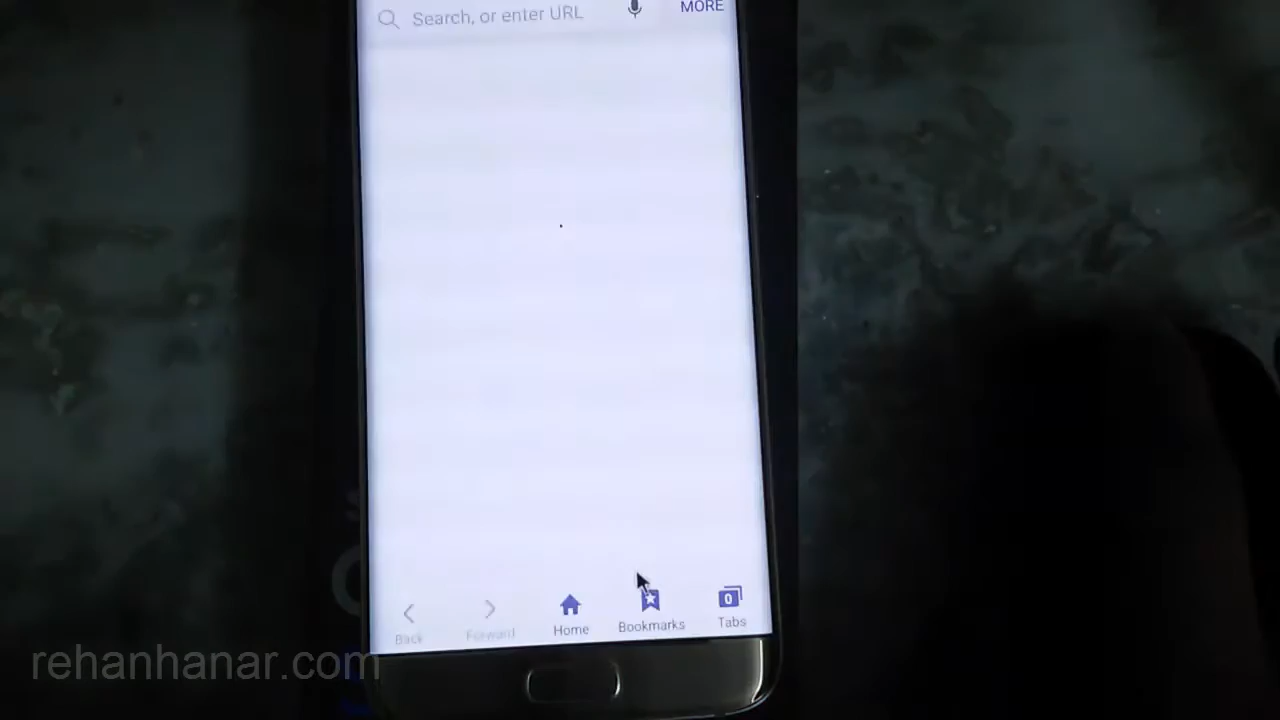 Search, or enter URL
MORE
Back
Forward
Home
Bookmarks
0
Tabs
rehanhanar.com